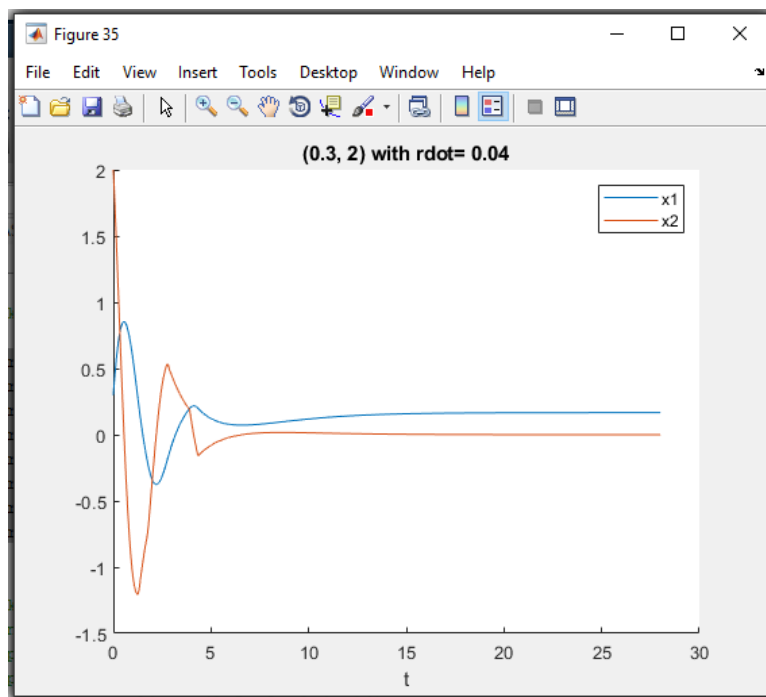 Figure 35
File Edit View Insert Tools Desktop Window Help
(0.3, 2) with rdot= 0.04
x1
x2
2
1.5
1
0.5
0
-0.5
-1
-1.5
0 5 10 15 20 25 30
t